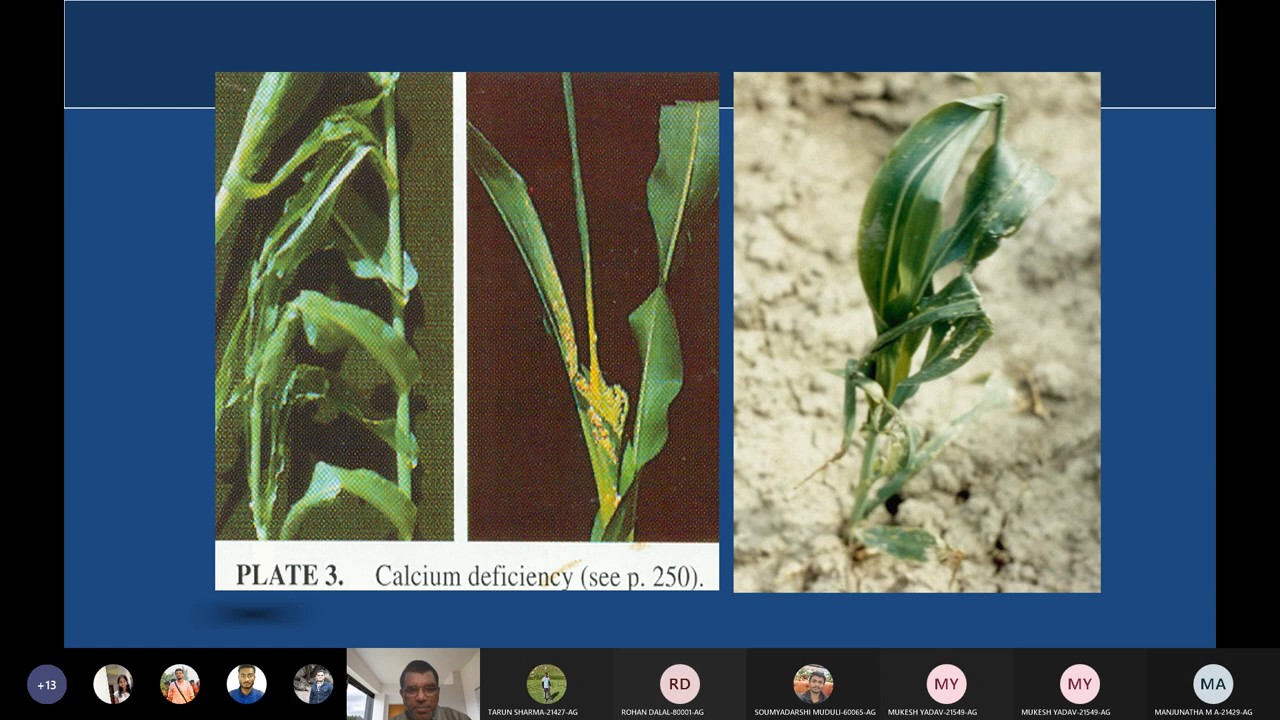 PLATE 3. Calcium deficiency (see p. 250).
+13
RD
MY
MY
MA
TARUN SHARMA-21427-AG
ROHAN DALAL-80001-AG
SOUMYADARSHI MUDULI-60065-AG
MUKESH YADAV-21549-AG
MUKESH YADAV-21549-AG
MANJUNATHA M A-21429-AG